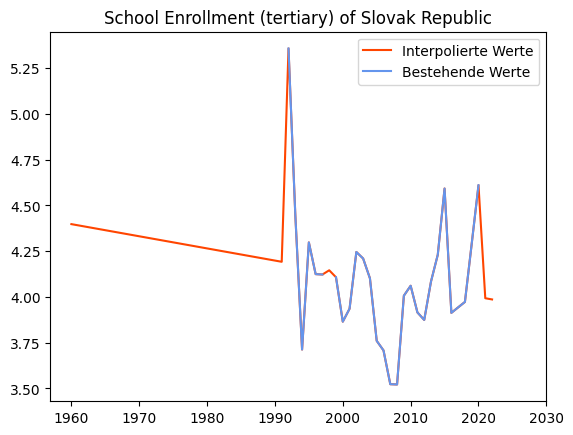 School Enrollment (tertiary) of Slovak Republic
Interpolierte Werte
Bestehende Werte
5.25
5.00
4.75
4.50
4.25
4.00
3.75
3.50
1960 1970 1980 1990 2000 2010 2020 2030